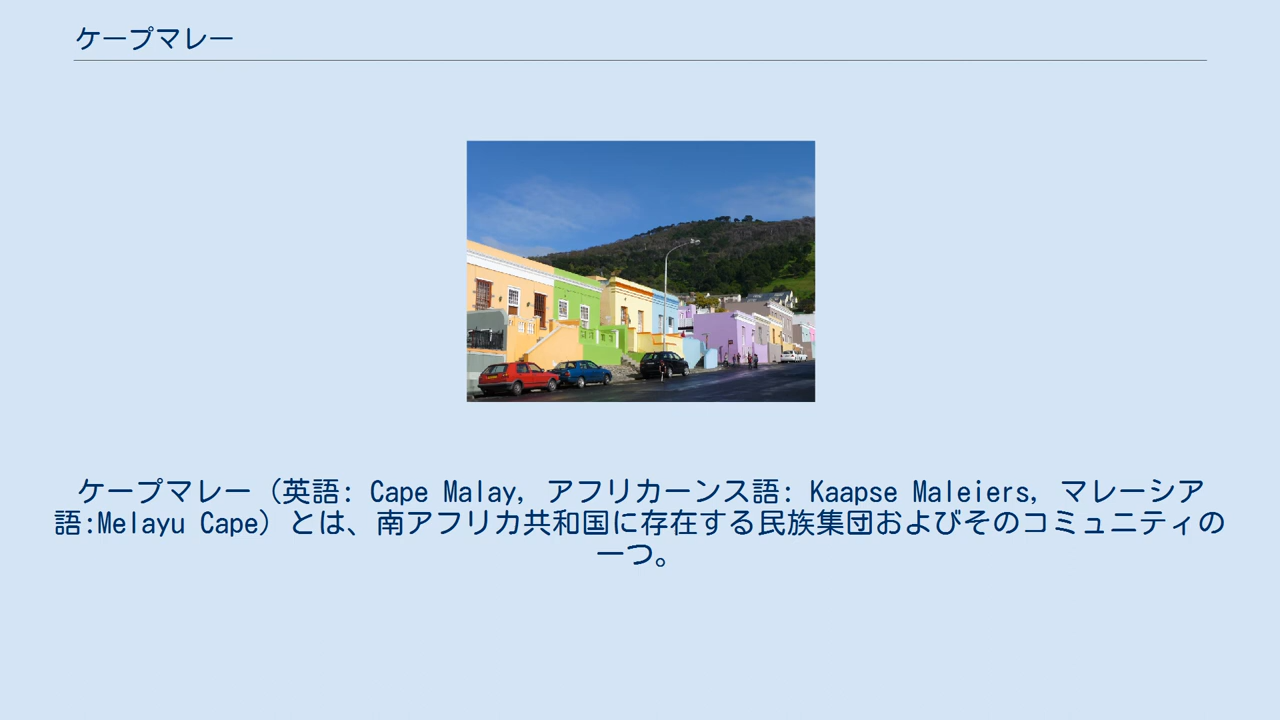 ケープマレー
ケープマレー（英語: Cape Malay, アフリカーンス語: Kaapse Maleiers, マレーシア
語:Melayu Cape）とは、南アフリカ共和国に存在する民族集団およびそのコミュニティの
一つ。